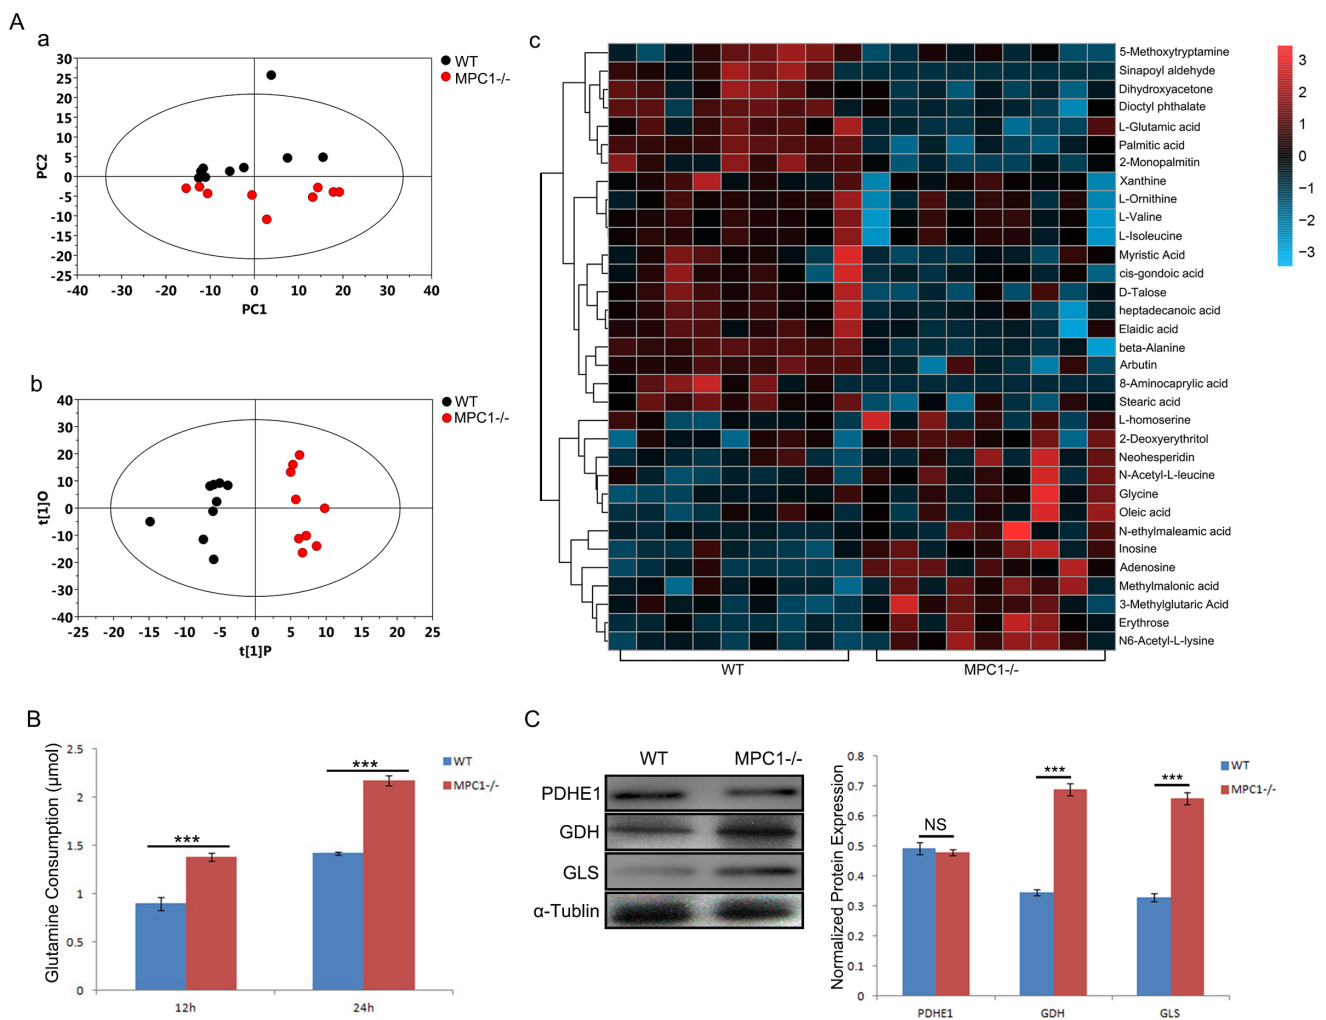 A
a
30
25
20
15
10
5
0
-5
-10
-15
-20
-25
PC2
-40 -30 -20 -10 0 10 20 30 40
PC1
WT
MPC1-/-
b
40
30
20
10
0
-10
-20
-30
-40
t[1]O
-25 -20 -15 -10 -5 0 5 10 15 20 25
t[1]P
WT
MPC1-/-
c
5-Methoxytryptamine
Sinapoyl aldehyde
Dihydroxyacetone
Dioctyl phthalate
L-Glutamic acid
Palmitic acid
2-Monopalmitin
Xanthine
L-Ornithine
L-Valine
L-Isoleucine
Myristic Acid
cis-gondoic acid
D-Talose
heptadecanoic acid
Elaidic acid
beta-Alanine
Arbutin
8-Aminocaprylic acid
Stearic acid
L-homoserine
2-Deoxyerythritol
Neohesperidin
N-Acetyl-L-leucine
Glycine
Oleic acid
N-ethylmaleamic acid
Inosine
Adenosine
Methylmalonic acid
3-Methylglutaric Acid
Erythrose
N6-Acetyl-L-lysine
WT MPC1-/-
3
2
1
0
−1
−2
−3
B
Glutamine Consumption (μmol)
2.5
2
1.5
1
0.5
0
***
***
12h 24h
WT
MPC1-/-
C
WT MPC1-/-
PDHE1
GDH
GLS
α-Tublin
Normalized Protein Expression
0.8
0.7
0.6
0.5
0.4
0.3
0.2
0.1
0
NS
***
***
PDHE1 GDH GLS
WT
MPC1-/-